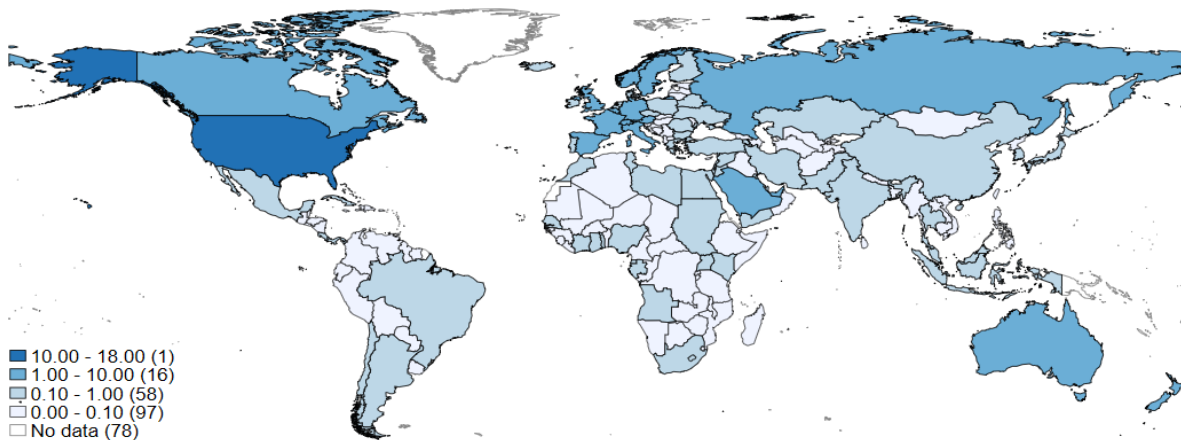 10.00 - 18.00 (1)
1.00 - 10.00 (16)
0.10 - 1.00 (58)
0.00 - 0.10 (97)
No data (78)